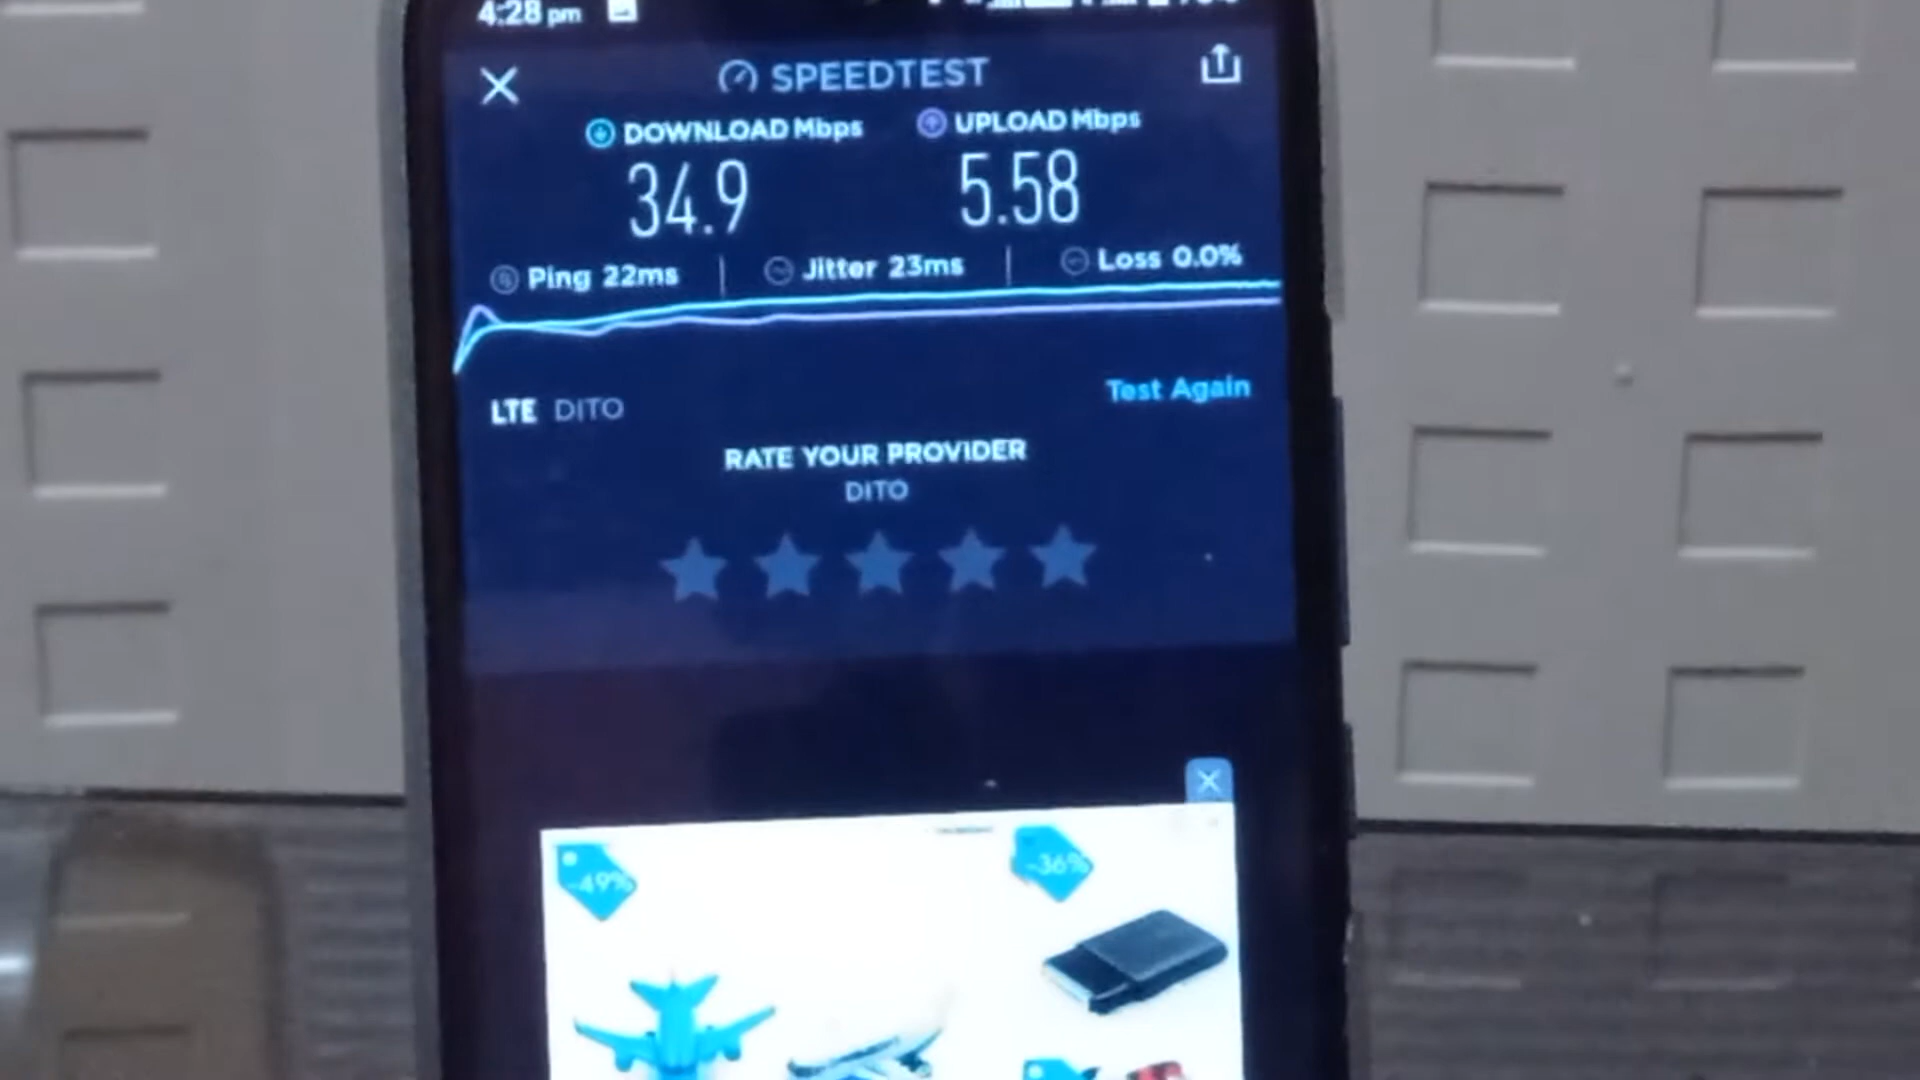 4:28 pm
SPEEDTEST
DOWNLOAD Mbps
UPLOAD Mbps
34.9
5.58
Ping 22ms
Jitter 23ms
Loss 0.0%
LTE DITO
Test Again
RATE YOUR PROVIDER
DITO
-49%
-36%